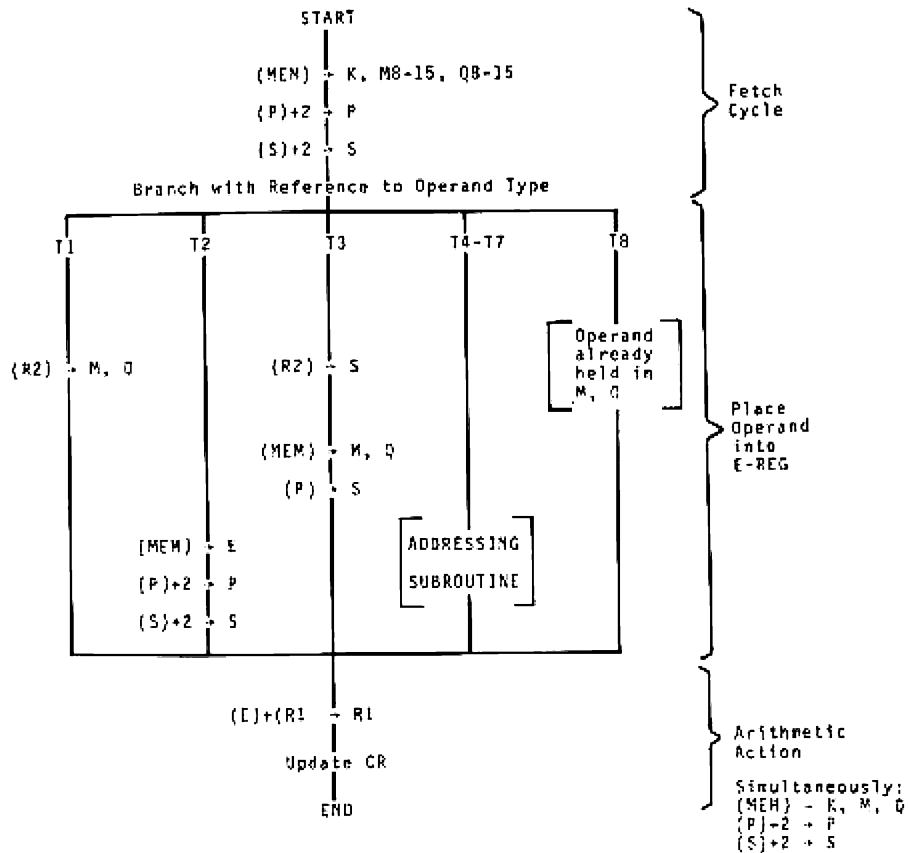 START
(MEM) → K, M8-15, Q8-15
(P)+2 → P
(S)+2 → S
Fetch
Cycle
Branch with Reference to Operand Type
T1 T2 T3 T4-T7 T8
(R2) → M, Q
(R2) → S
Operand
already
held in
M, Q
(MEM) → M, Q
(P) → S
Place
Operand
into
E-REG
[MEM) → E
(P)+2 → P
(S)+2 → S
ADDRESSING
SUBROUTINE
(E)+(R1 → R1
Update CR
END
Arithmetic
Action
Simultaneously:
(MEM) - K, M, Q
(P)+2 → P
(S)+2 → S